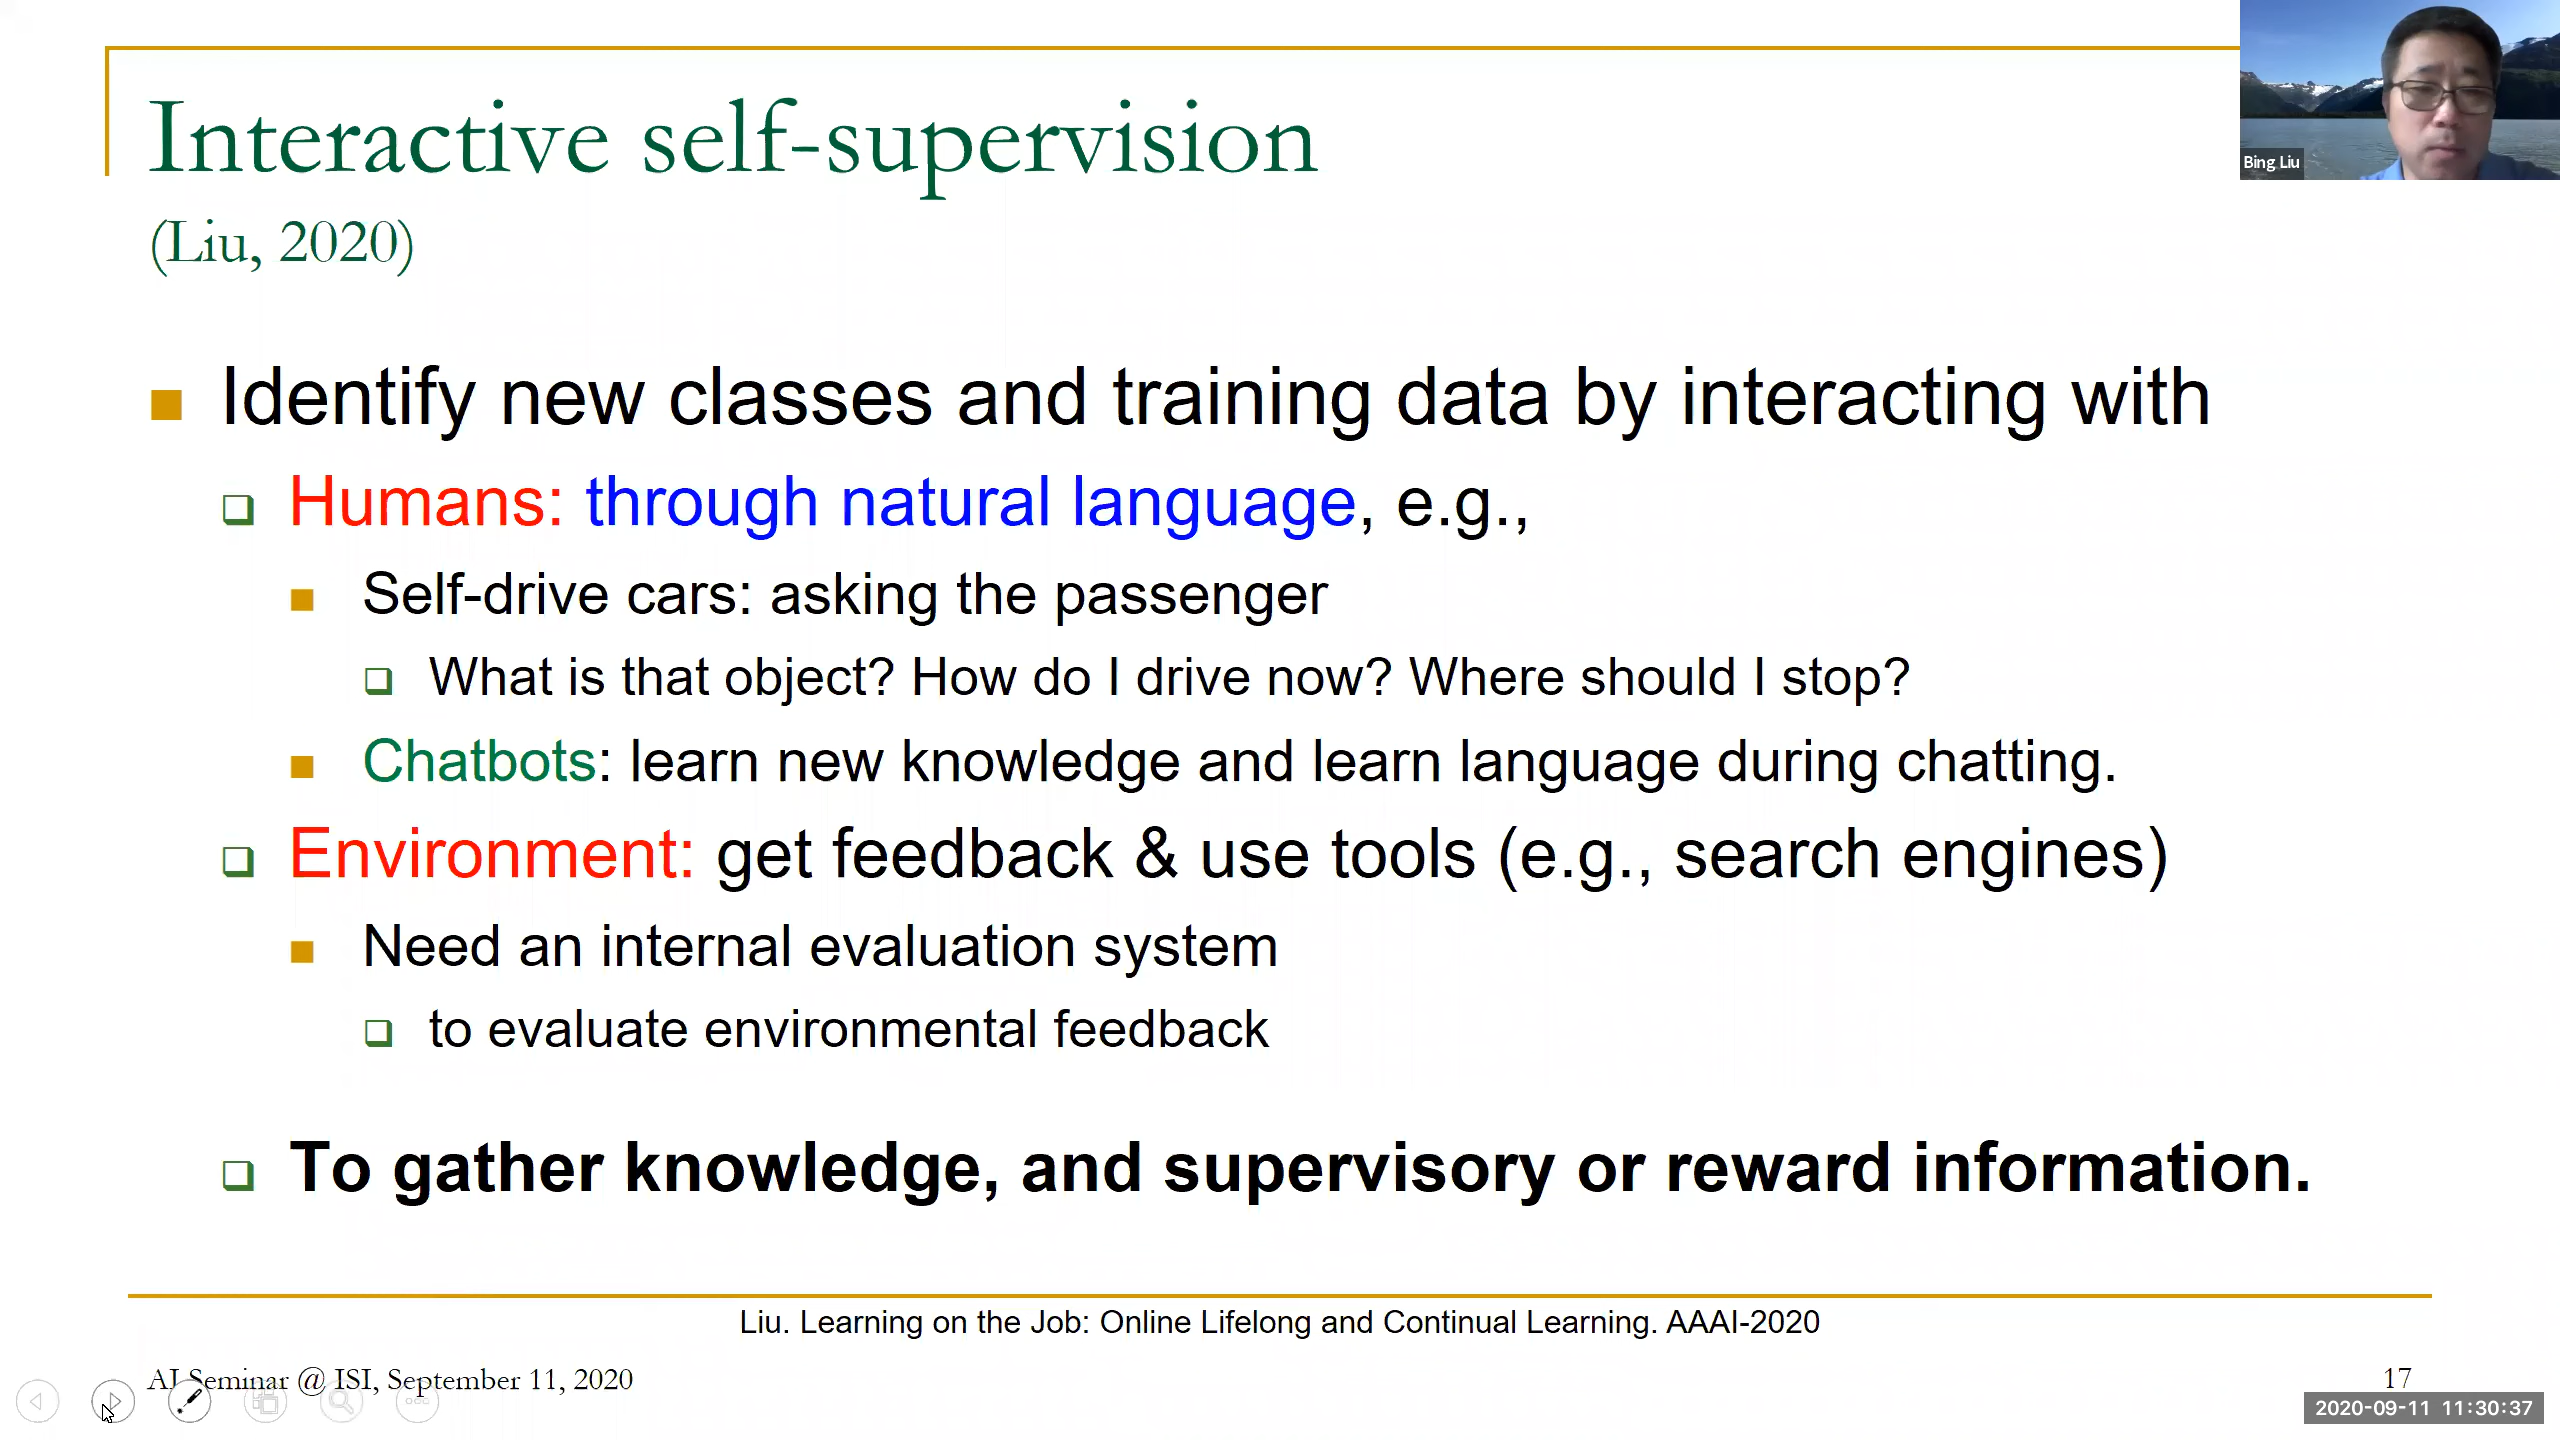 Interactive self-supervision
(Liu, 2020)
Bing Liu
Identify new classes and training data by interacting with
Humans: through natural language, e.g.,
Self-drive cars: asking the passenger
What is that object? How do I drive now? Where should I stop?
Chatbots: learn new knowledge and learn language during chatting.
Environment: get feedback & use tools (e.g., search engines)
Need an internal evaluation system
to evaluate environmental feedback
To gather knowledge, and supervisory or reward information.
Liu. Learning on the Job: Online Lifelong and Continual Learning. AAAI-2020
AI Seminar @ ISI, September 11, 2020
17
2020-09-11 11:30:37